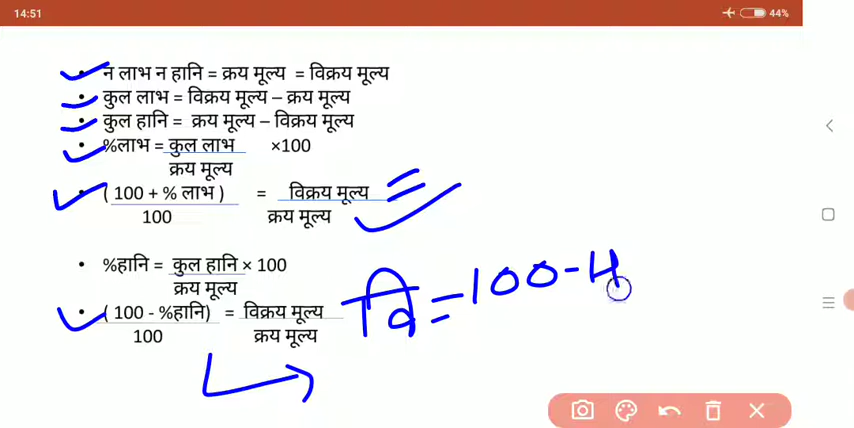 14:51 44%
• न लाभ न हानि = क्रय मूल्य = विक्रय मूल्य
• कुल लाभ = विक्रय मूल्य – क्रय मूल्य
• कुल हानि = क्रय मूल्य – विक्रय मूल्य
• %लाभ = कुल लाभ ×100
क्रय मूल्य
• ( 100 + % लाभ ) = विक्रय मूल्य
100 क्रय मूल्य
• %हानि = कुल हानि × 100
क्रय मूल्य
• ( 100 - %हानि) = विक्रय मूल्य
100 क्रय मूल्य
वि = 100 - H